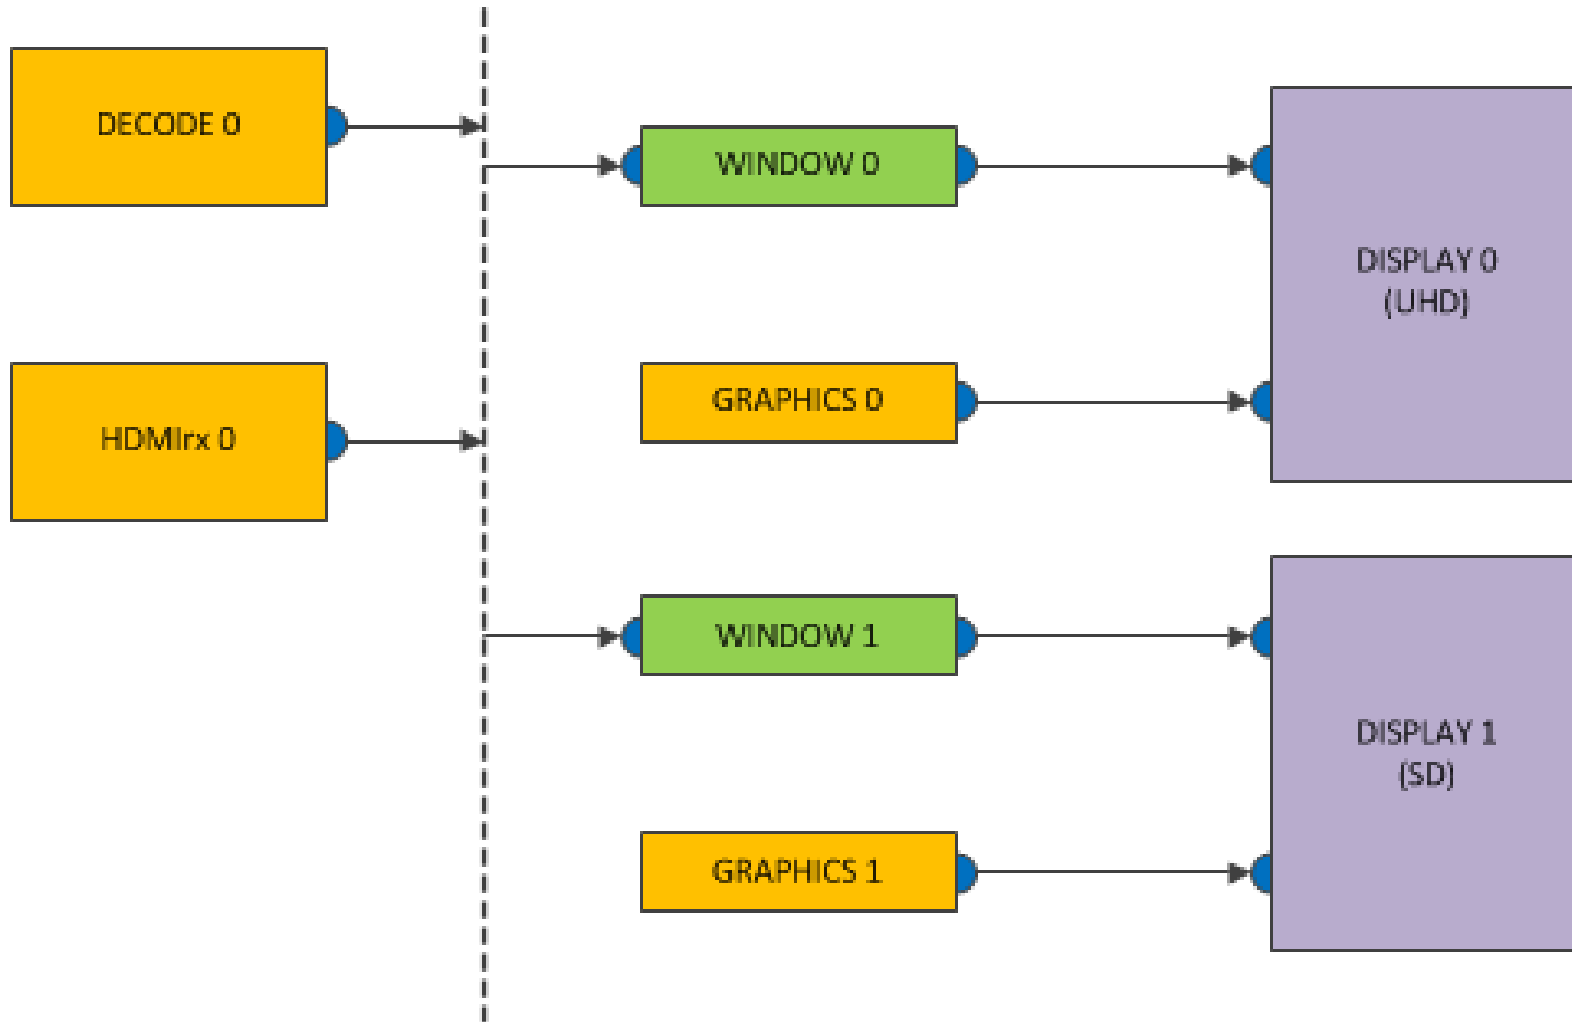 DECODE 0
WINDOW 0
DISPLAY 0
(UHD)
GRAPHICS 0
HDMIrx 0
WINDOW 1
DISPLAY 1
(SD)
GRAPHICS 1